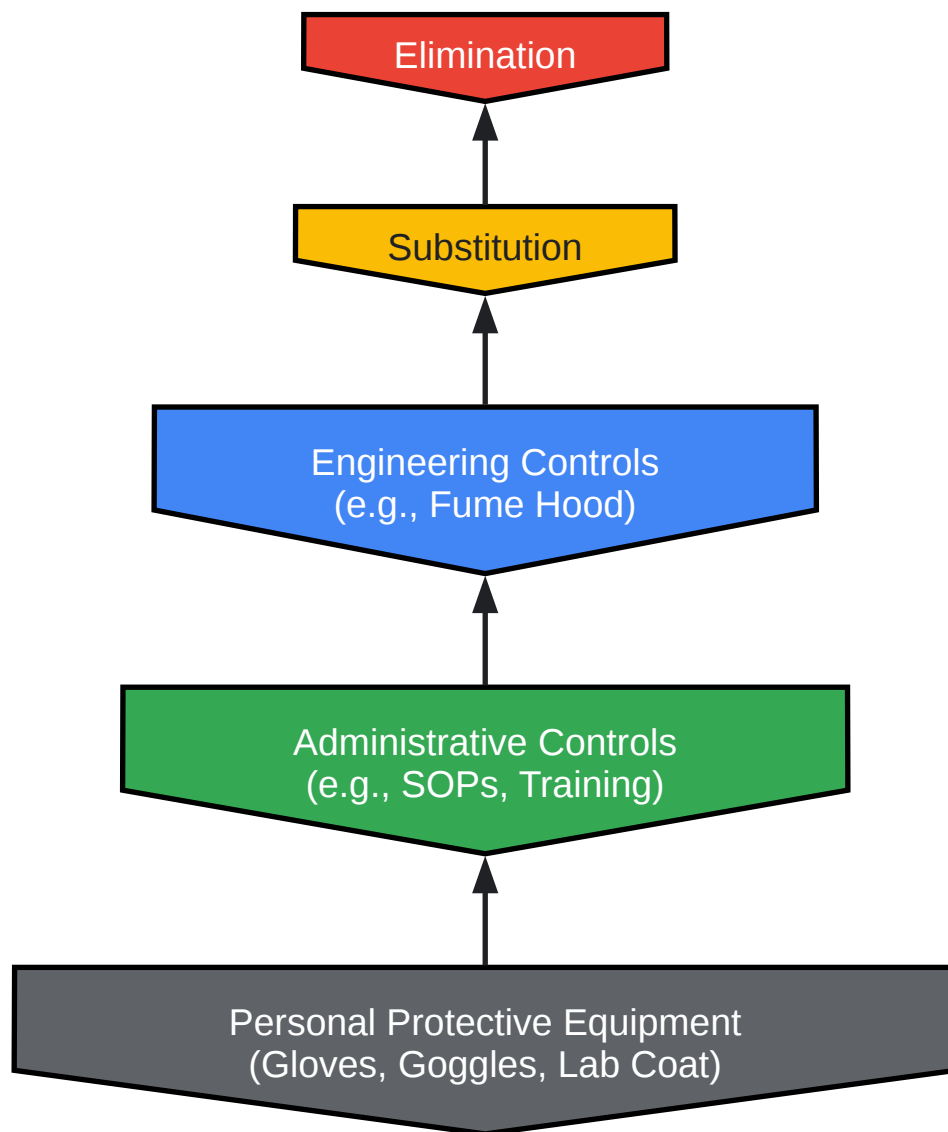 Elimination
Substitution
Engineering Controls
(e.g., Fume Hood)
Administrative Controls
(e.g., SOPs, Training)
Personal Protective Equipment
(Gloves, Goggles, Lab Coat)